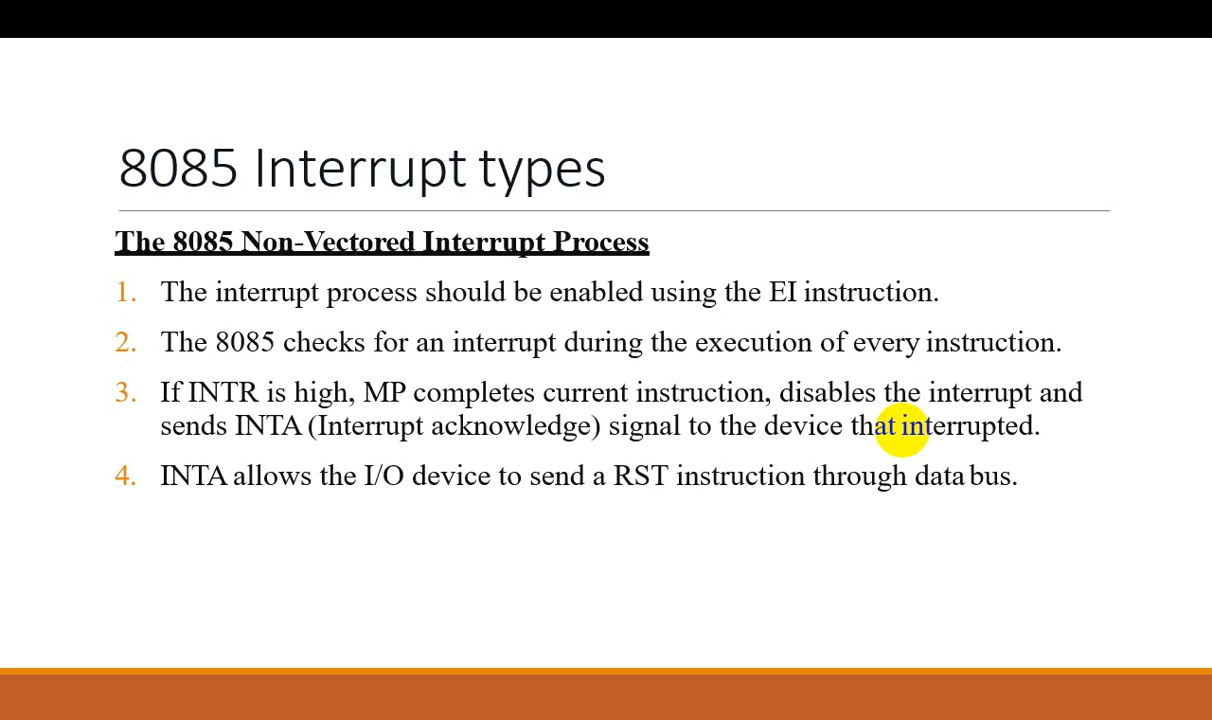 8085 Interrupt types
The 8085 Non-Vectored Interrupt Process
1. The interrupt process should be enabled using the EI instruction.
2. The 8085 checks for an interrupt during the execution of every instruction.
3. If INTR is high, MP completes current instruction, disables the interrupt and
sends INTA (Interrupt acknowledge) signal to the device that interrupted.
4. INTA allows the I/O device to send a RST instruction through data bus.